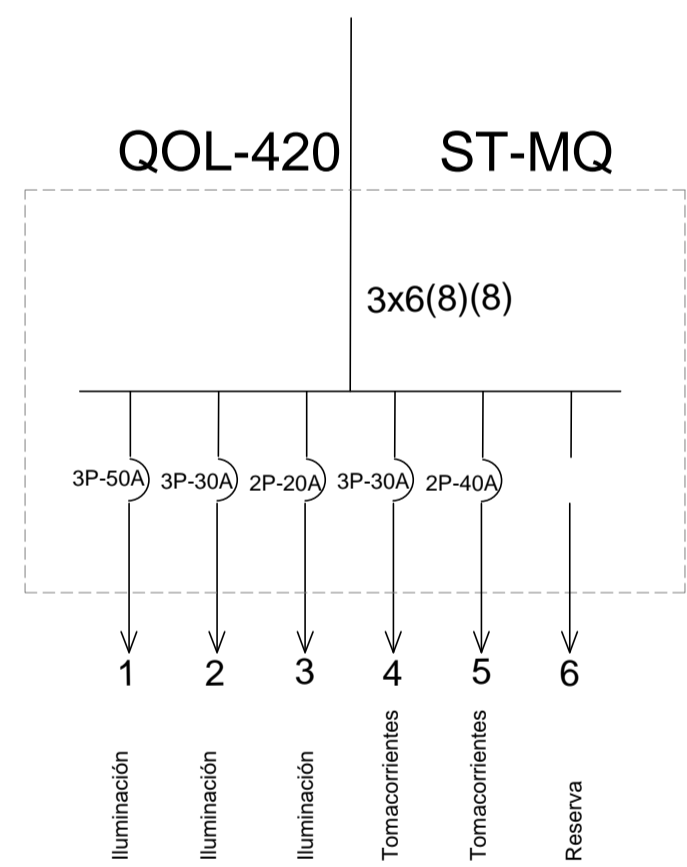 QOL-420 ST-MQ
3x6(8)(8)
3P-50A 3P-30A 2P-20A 3P-30A 2P-40A
1 2 3 4 5 6
Iluminación
Iluminación
Iluminación
Tomacorrientes
Tomacorrientes
Reserva